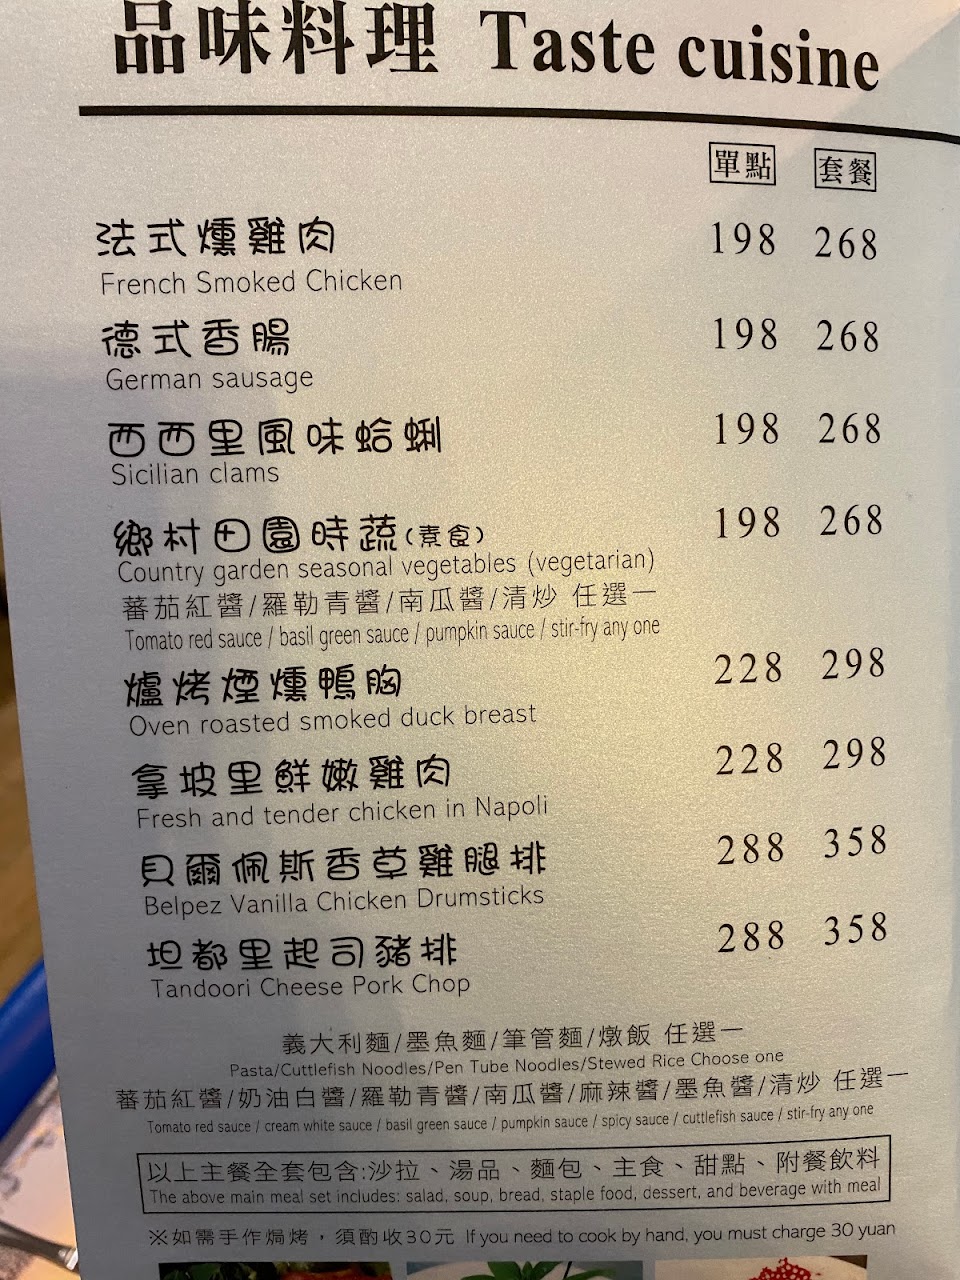 品味料理 Taste cuisine
單點 套餐
法式燻雞肉 198 268
French Smoked Chicken
德式香腸 198 268
German sausage
西西里風味蛤蜊 198 268
Sicilian clams
鄉村田園時蔬(素食) 198 268
Country garden seasonal vegetables (vegetarian)
蕃茄紅醬/羅勒青醬/南瓜醬/清炒 任選一
Tomato red sauce / basil green sauce / pumpkin sauce / stir-fry any one
爐烤煙燻鴨胸 228 298
Oven roasted smoked duck breast
拿坡里鮮嫩雞肉 228 298
Fresh and tender chicken in Napoli
貝爾佩斯香草雞腿排 288 358
Belpez Vanilla Chicken Drumsticks
坦都里起司豬排 288 358
Tandoori Cheese Pork Chop
義大利麵/墨魚麵/筆管麵/燉飯 任選一
Pasta/Cuttlefish Noodles/Pen Tube Noodles/Stewed Rice Choose one
蕃茄紅醬/奶油白醬/羅勒青醬/南瓜醬/麻辣醬/墨魚醬/清炒 任選一
Tomato red sauce / cream white sauce / basil green sauce / pumpkin sauce / spicy sauce / cuttlefish sauce / stir-fry any one
以上主餐全套包含:沙拉、湯品、麵包、主食、甜點、附餐飲料
The above main meal set includes: salad, soup, bread, staple food, dessert, and beverage with meal
※如需手作焗烤，須酌收30元 If you need to cook by hand, you must charge 30 yuan